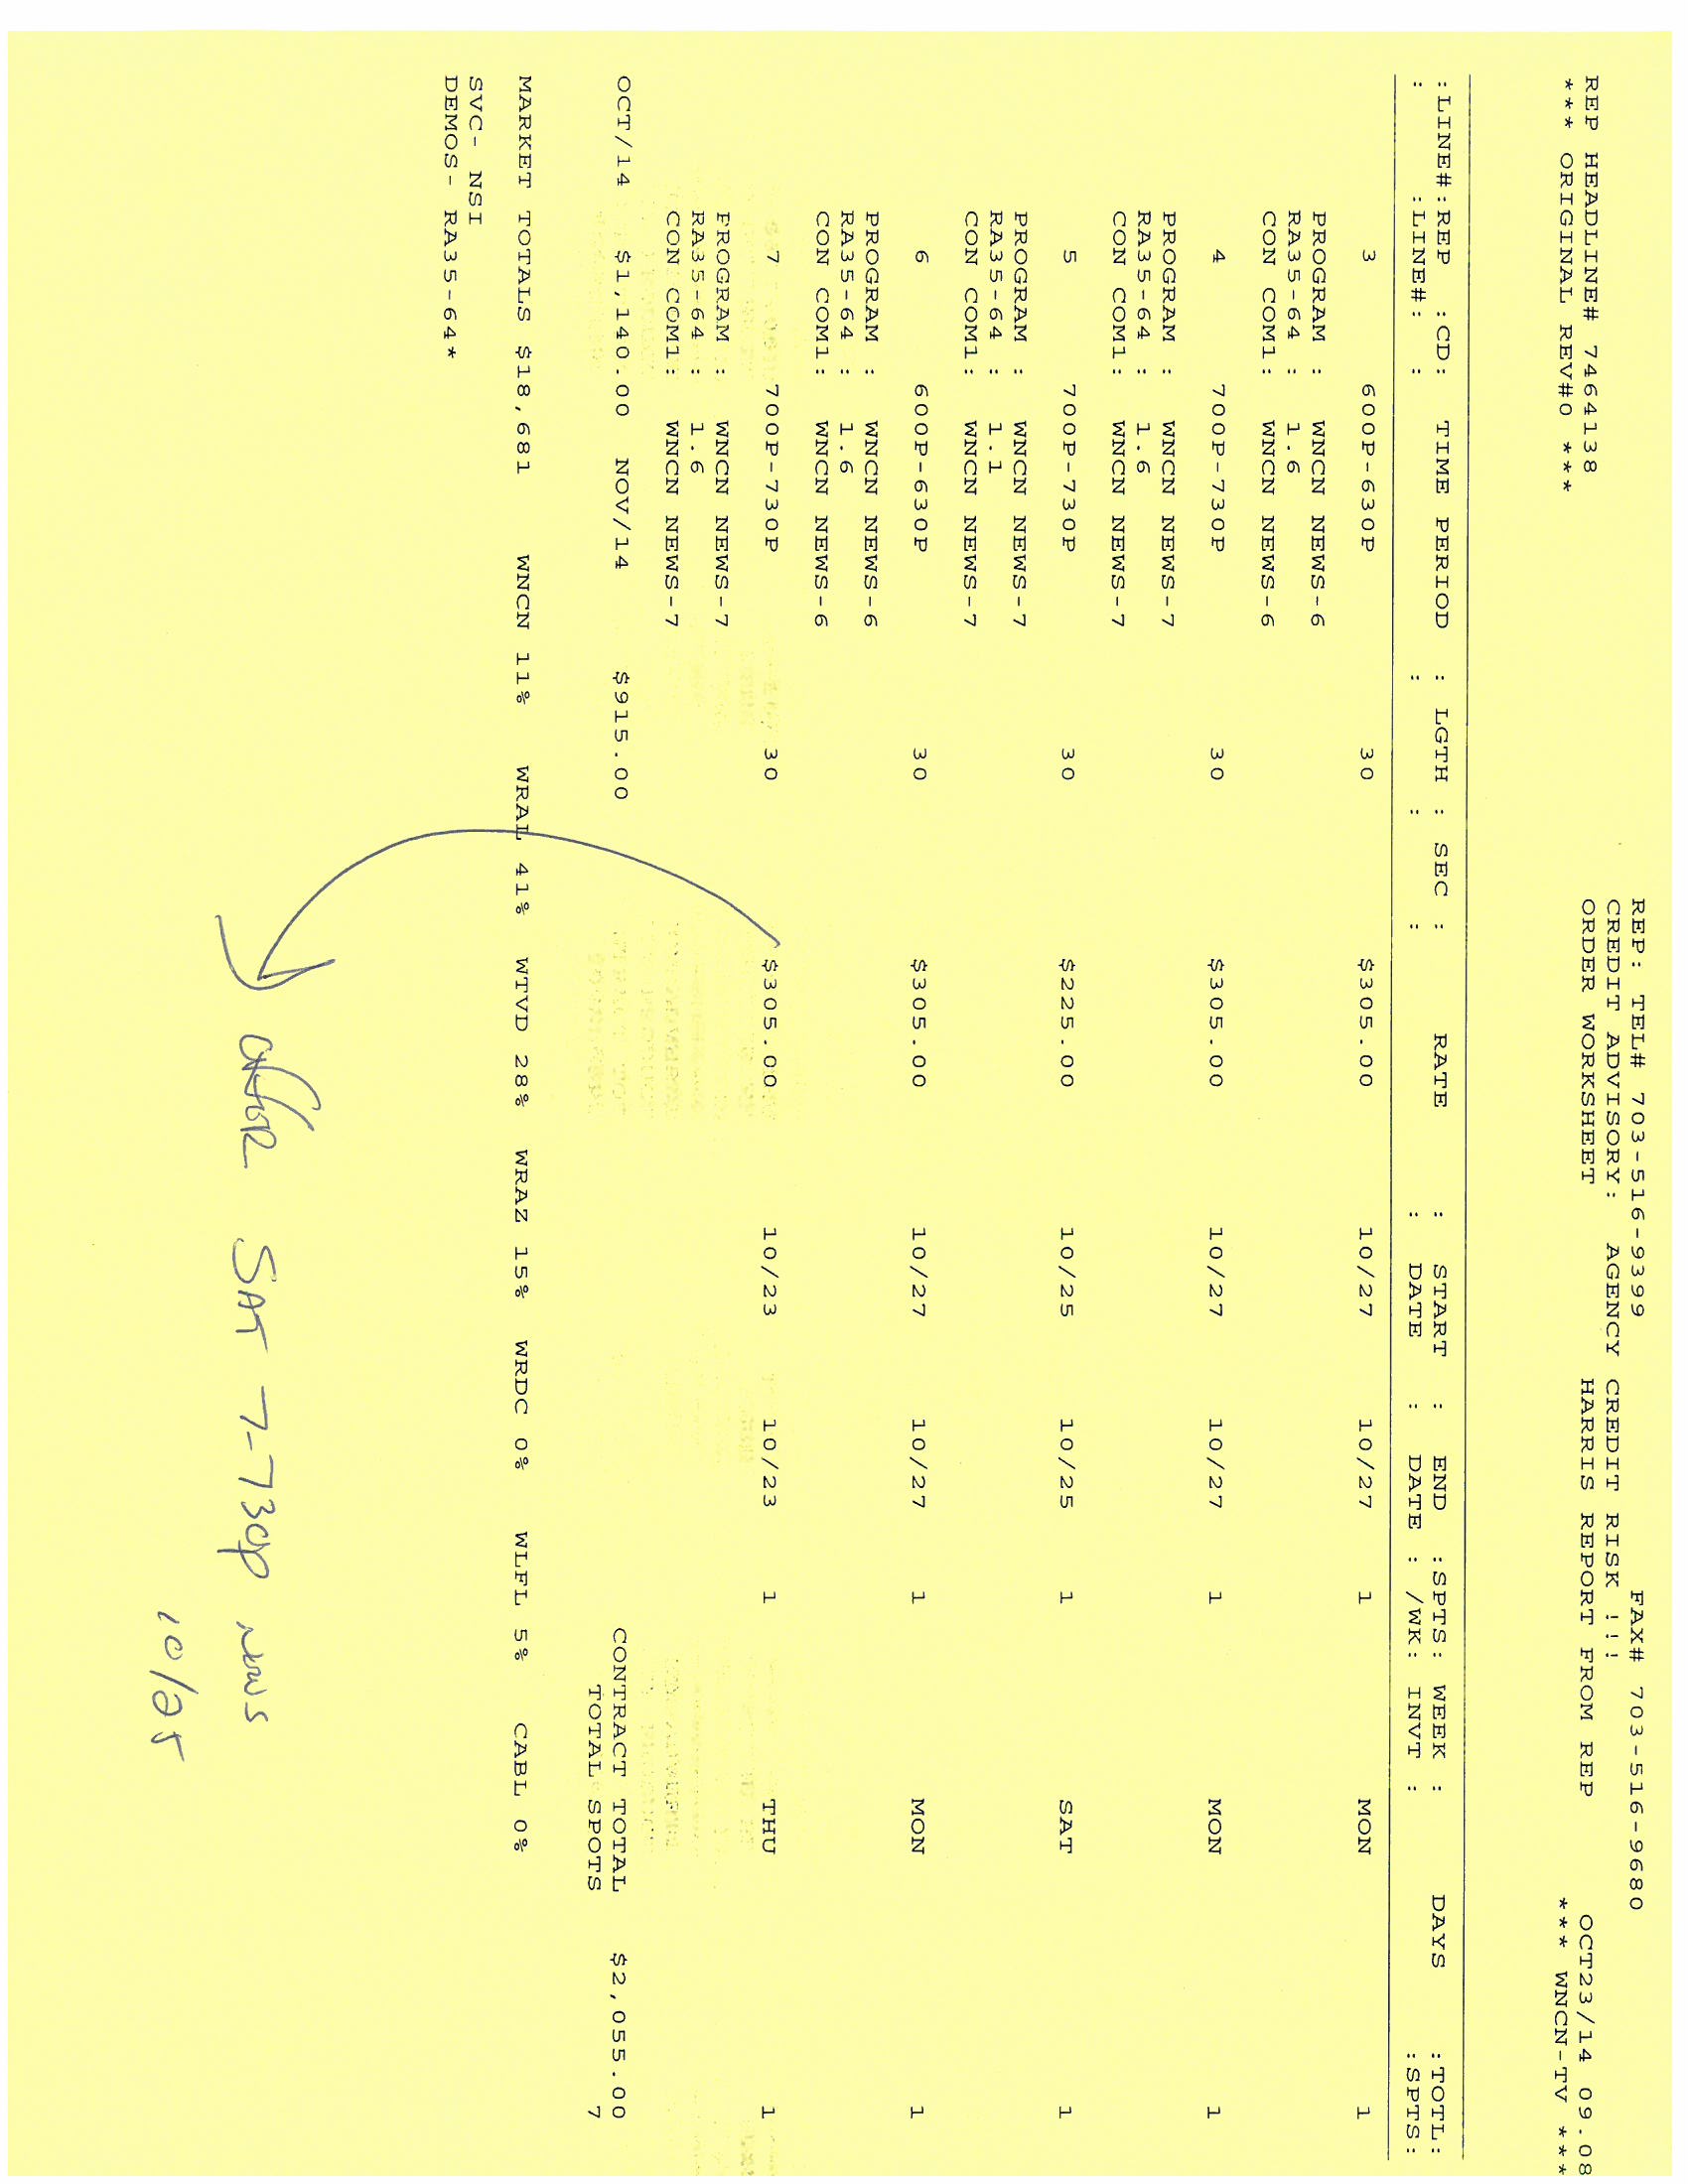 REP: TEL# 703-516-9399 FAX# 703-516-9680
CREDIT ADVISORY: AGENCY CREDIT RISK !!!
REP HEADLINE# 7464138 ORDER WORKSHEET HARRIS REPORT FROM REP OCT23/14 09.08
*** ORIGINAL REV#0 *** *** WNCN-TV ***
:LINE#:REP :CD: TIME PERIOD : LGTH : SEC : RATE : START : END :SPTS: WEEK : DAYS :TOTL:
: :LINE#: : : : : DATE : DATE : /WK: INVT : :SPTS:
3 600P-630P 30 $305.00 10/27 10/27 1 MON 1
PROGRAM : WNCN NEWS-6
RA35-64 : 1.6
CON COM1: WNCN NEWS-6
4 700P-730P 30 $305.00 10/27 10/27 1 MON 1
PROGRAM : WNCN NEWS-7
RA35-64 : 1.6
CON COM1: WNCN NEWS-7
5 700P-730P 30 $225.00 10/25 10/25 1 SAT 1
PROGRAM : WNCN NEWS-7
RA35-64 : 1.1
CON COM1: WNCN NEWS-7
6 600P-630P 30 $305.00 10/27 10/27 1 MON 1
PROGRAM : WNCN NEWS-6
RA35-64 : 1.6
CON COM1: WNCN NEWS-6
7 700P-730P 30 $305.00 10/23 10/23 1 THU 1
PROGRAM : WNCN NEWS-7
RA35-64 : 1.6
CON COM1: WNCN NEWS-7
OCT/14 $1,140.00 NOV/14 $915.00 CONTRACT TOTAL $2,055.00
TOTAL SPOTS 7
MARKET TOTALS $18,681 WNCN 11% WRAL 41% WTVD 28% WRAZ 15% WRDC 0% WLFL 5% CABL 0%
SVC- NSI
DEMOS- RA35-64*
SAT 7-730p news
10/25